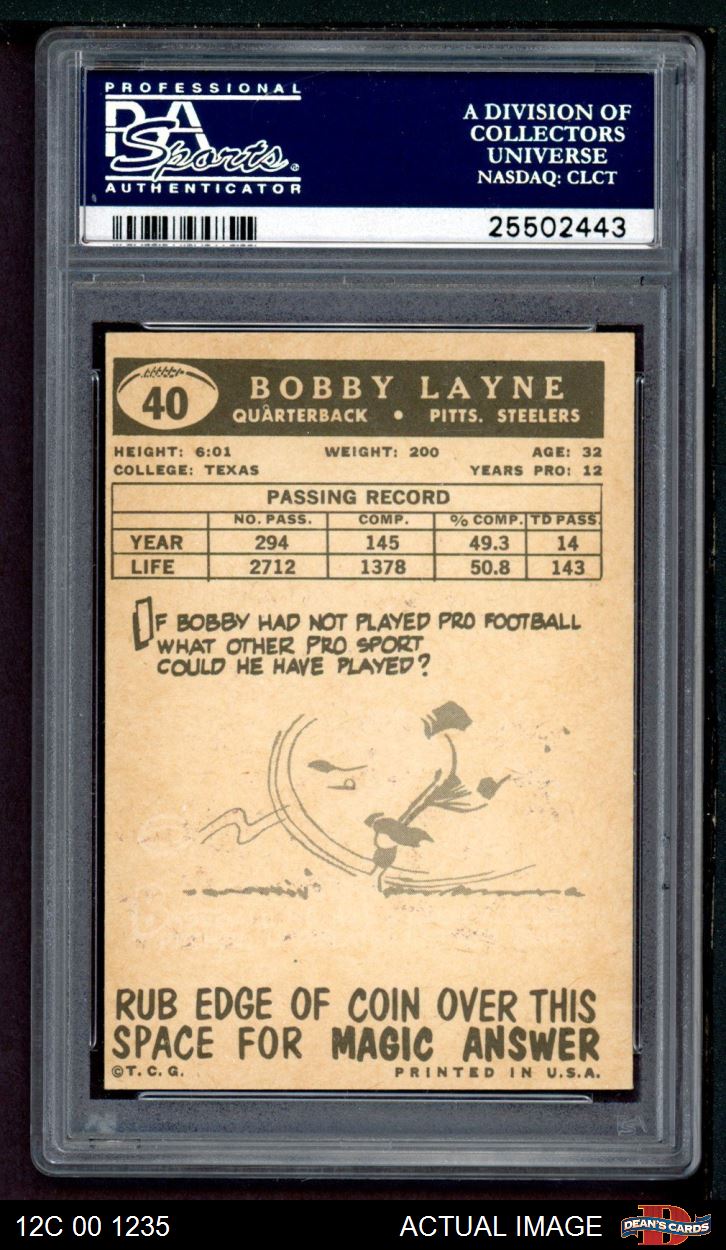 PROFESSIONAL
PSA
Sports
AUTHENTICATOR
A DIVISION OF
COLLECTORS
UNIVERSE
NASDAQ: CLCT
25502443
40
BOBBY LAYNE
QUARTERBACK • PITTS. STEELERS
HEIGHT: 6:01 WEIGHT: 200 AGE: 32
COLLEGE: TEXAS YEARS PRO: 12
PASSING RECORD
NO. PASS. COMP. % COMP. TD PASS.
YEAR 294 145 49.3 14
LIFE 2712 1378 50.8 143
IF BOBBY HAD NOT PLAYED PRO FOOTBALL
WHAT OTHER PRO SPORT
COULD HE HAVE PLAYED?
RUB EDGE OF COIN OVER THIS
SPACE FOR MAGIC ANSWER
©T.C.G. PRINTED IN U.S.A.
12C 00 1235 ACTUAL IMAGE
DEAN'S CARDS